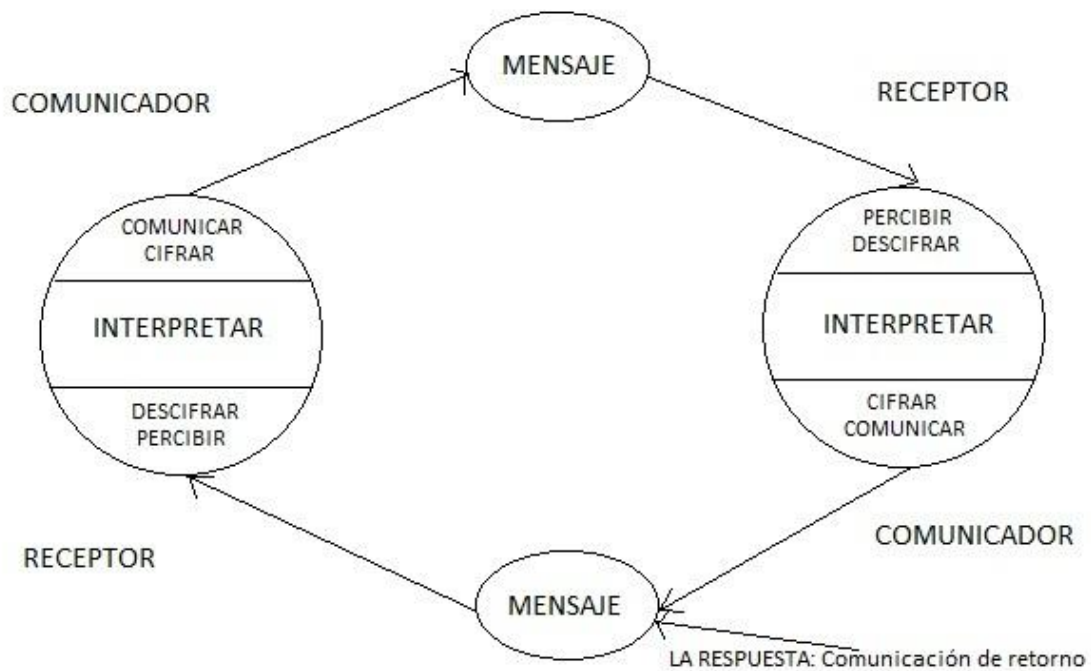 MENSAJE
COMUNICADOR
RECEPTOR
COMUNICAR
CIFRAR
INTERPRETAR
DESCIFRAR
PERCIBIR
PERCIBIR
DESCIFRAR
INTERPRETAR
CIFRAR
COMUNICAR
RECEPTOR
COMUNICADOR
MENSAJE
LA RESPUESTA: Comunicación de retorno